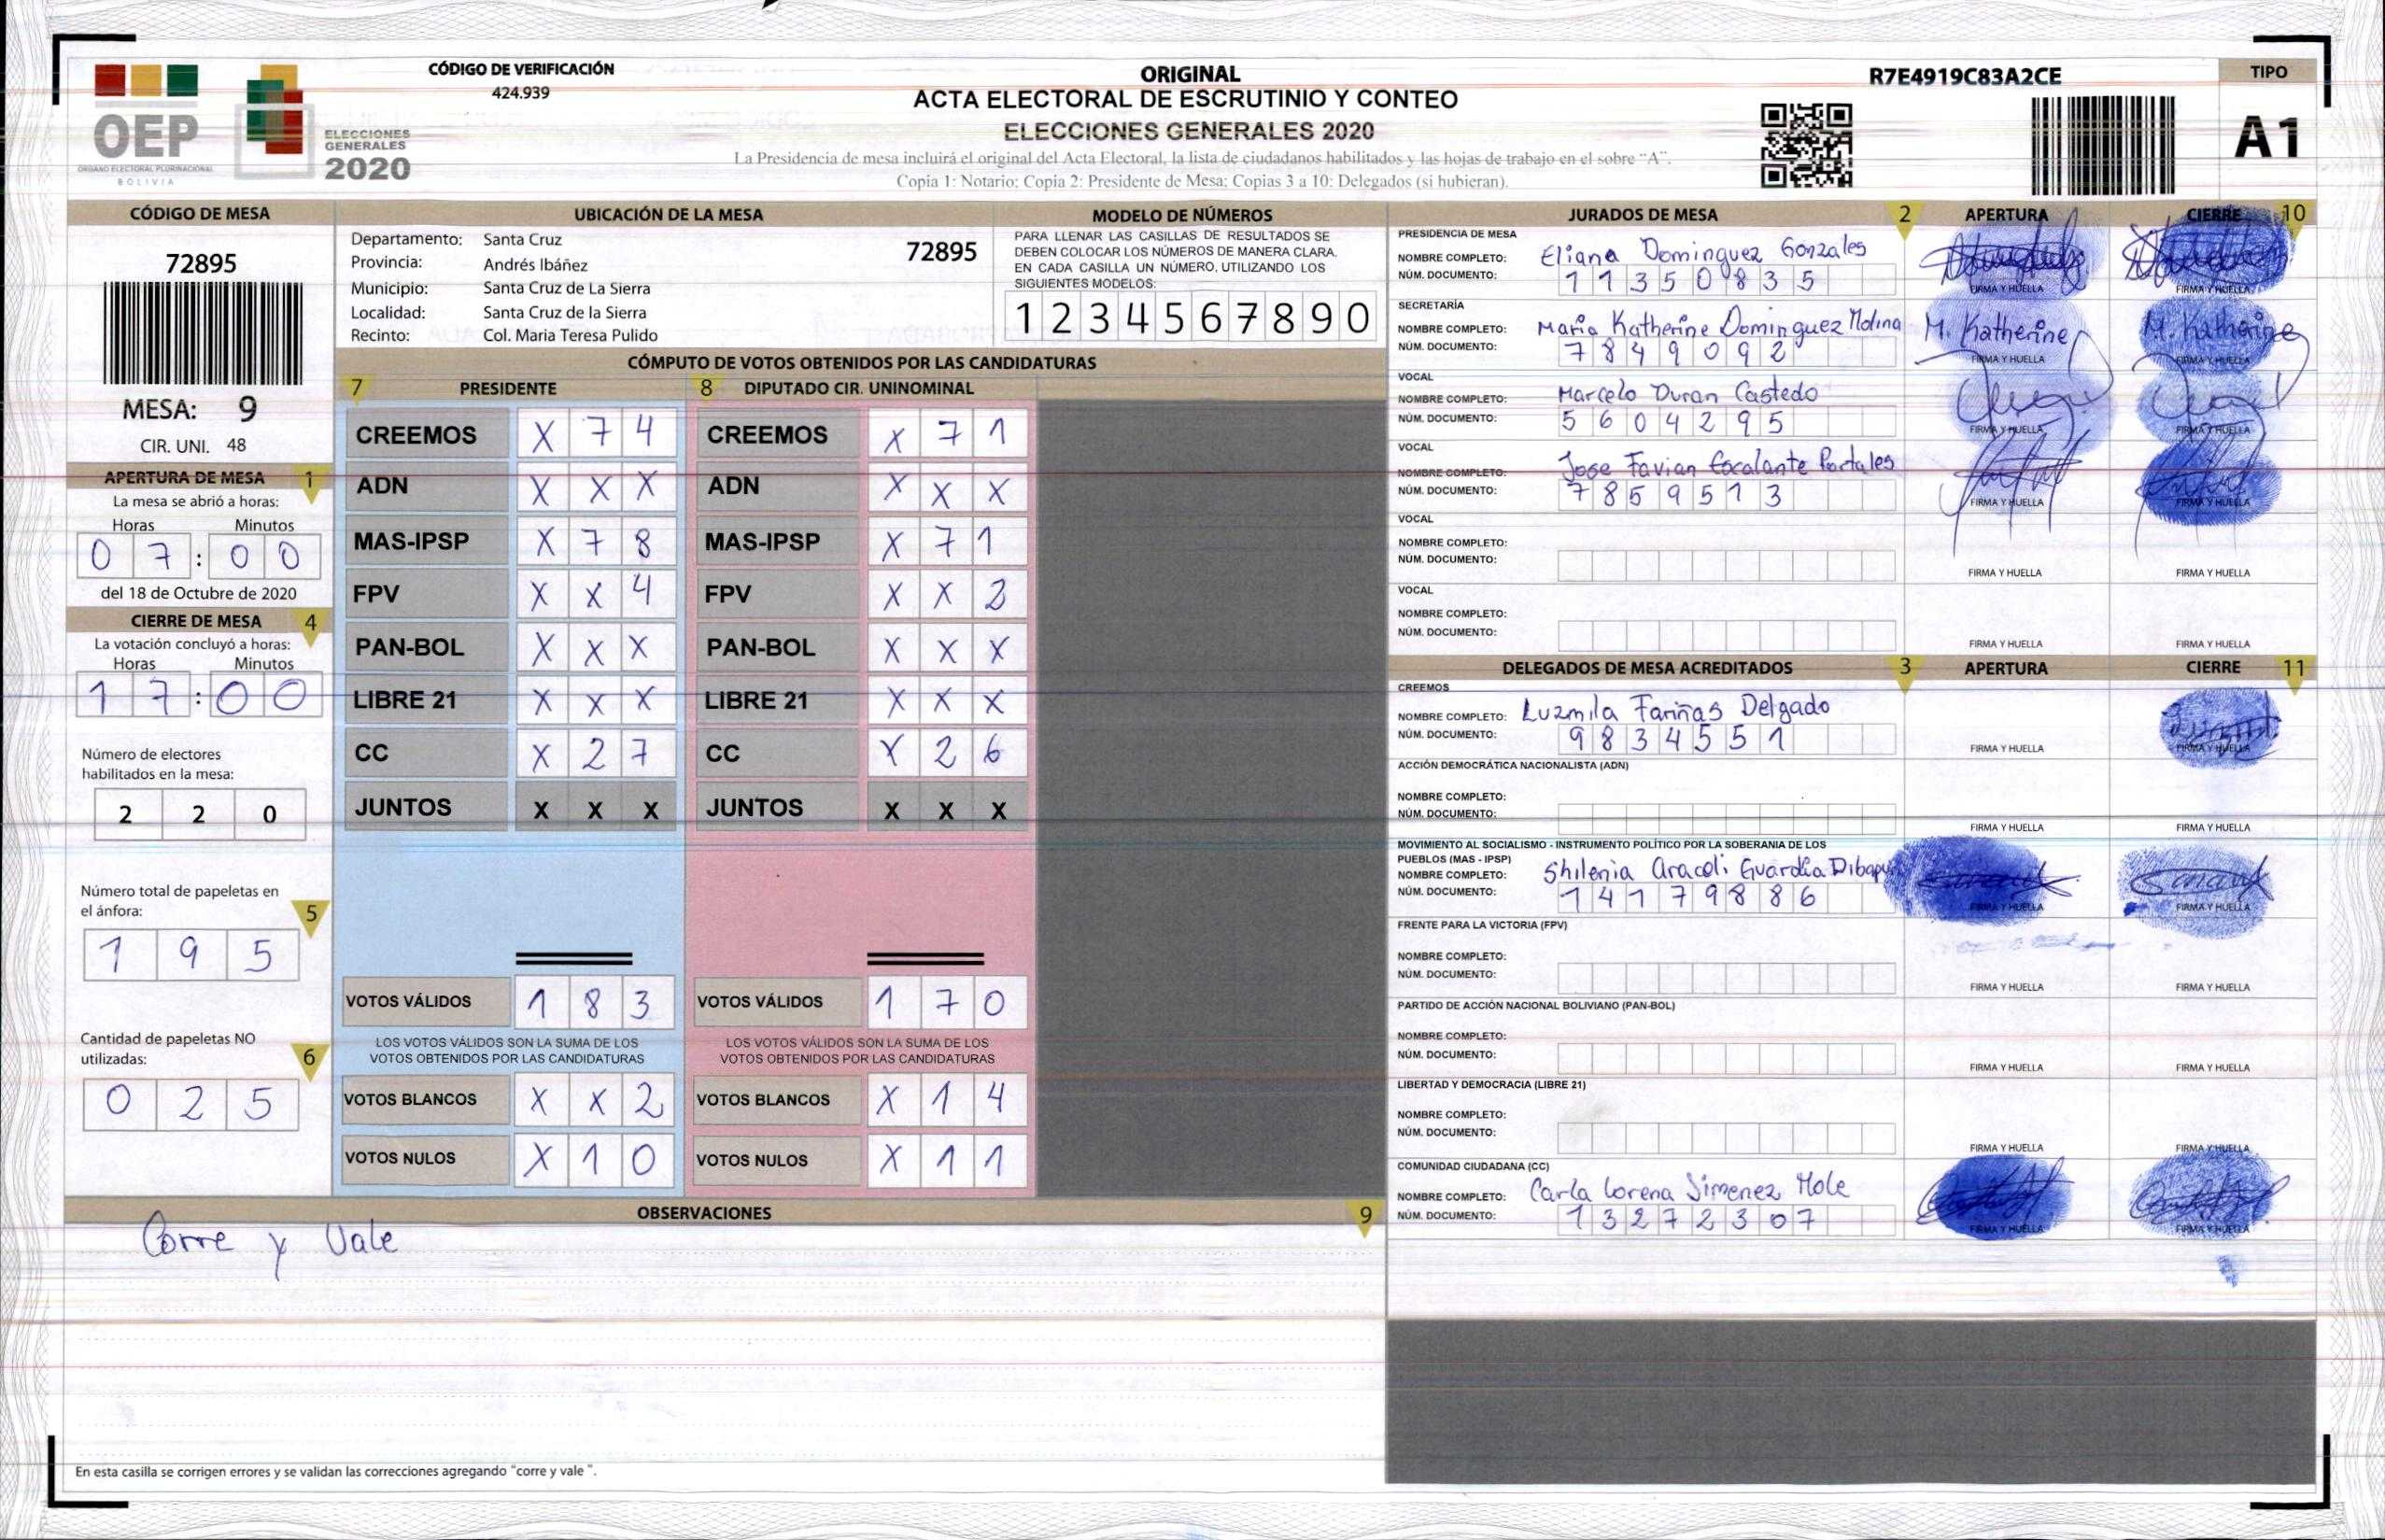 OEP
ÓRGANO ELECTORAL PLURINACIONAL
BOLIVIA
ELECCIONES
GENERALES
2020
CÓDIGO DE VERIFICACIÓN
424.939
ORIGINAL
ACTA ELECTORAL DE ESCRUTINIO Y CONTEO
ELECCIONES GENERALES 2020
La Presidencia de mesa incluirá el original del Acta Electoral, la lista de ciudadanos habilitados y las hojas de trabajo en el sobre "A".
Copia 1: Notario; Copia 2: Presidente de Mesa; Copias 3 a 10: Delegados (si hubieran).
R7E4919C83A2CE
TIPO
A1
CÓDIGO DE MESA
72895
MESA: 9
CIR. UNI. 48
APERTURA DE MESA 1
La mesa se abrió a horas:
Horas Minutos
0 7 : 0 0
del 18 de Octubre de 2020
CIERRE DE MESA 4
La votación concluyó a horas:
Horas Minutos
1 7 : 0 0
Número de electores
habilitados en la mesa:
2 2 0
Número total de papeletas en
el ánfora: 5
1 9 5
Cantidad de papeletas NO
utilizadas: 6
0 2 5
UBICACIÓN DE LA MESA
Departamento: Santa Cruz
72895
Provincia: Andrés Ibáñez
Municipio: Santa Cruz de La Sierra
Localidad: Santa Cruz de la Sierra
Recinto: Col. Maria Teresa Pulido
MODELO DE NÚMEROS
PARA LLENAR LAS CASILLAS DE RESULTADOS SE
DEBEN COLOCAR LOS NÚMEROS DE MANERA CLARA.
EN CADA CASILLA UN NÚMERO, UTILIZANDO LOS
SIGUIENTES MODELOS:
1 2 3 4 5 6 7 8 9 0
CÓMPUTO DE VOTOS OBTENIDOS POR LAS CANDIDATURAS
7 PRESIDENTE 8 DIPUTADO CIR. UNINOMINAL
CREEMOS X 7 4 CREEMOS X 7 1
ADN X X X ADN X X X
MAS-IPSP X 7 8 MAS-IPSP X 7 1
FPV X X 4 FPV X X 2
PAN-BOL X X X PAN-BOL X X X
LIBRE 21 X X X LIBRE 21 X X X
CC X 2 7 CC X 2 6
JUNTOS X X X JUNTOS X X X
VOTOS VÁLIDOS 1 8 3 VOTOS VÁLIDOS 1 7 0
LOS VOTOS VÁLIDOS SON LA SUMA DE LOS LOS VOTOS VÁLIDOS SON LA SUMA DE LOS
VOTOS OBTENIDOS POR LAS CANDIDATURAS VOTOS OBTENIDOS POR LAS CANDIDATURAS
VOTOS BLANCOS X X 2 VOTOS BLANCOS X 1 4
VOTOS NULOS X 1 0 VOTOS NULOS X 1 1
OBSERVACIONES 9
Corre y Vale
En esta casilla se corrigen errores y se validan las correcciones agregando "corre y vale ".
JURADOS DE MESA 2 APERTURA CIERRE 10
PRESIDENCIA DE MESA
NOMBRE COMPLETO: Eliana Dominguez Gonzales
NÚM. DOCUMENTO: 1 1 3 5 0 8 3 5
FIRMA Y HUELLA FIRMA Y HUELLA
SECRETARÍA
NOMBRE COMPLETO: Maria Katherine Dominguez Molina M. Katherine M. Katherine
NÚM. DOCUMENTO: 7 8 4 9 0 9 2
FIRMA Y HUELLA FIRMA Y HUELLA
VOCAL
NOMBRE COMPLETO: Marcelo Duran Castedo
NÚM. DOCUMENTO: 5 6 0 4 2 9 5
FIRMA Y HUELLA FIRMA Y HUELLA
VOCAL
NOMBRE COMPLETO: Jose Favian Escalante Portales
NÚM. DOCUMENTO: 7 8 5 9 5 1 3
FIRMA Y HUELLA FIRMA Y HUELLA
VOCAL
NOMBRE COMPLETO:
NÚM. DOCUMENTO:
FIRMA Y HUELLA FIRMA Y HUELLA
VOCAL
NOMBRE COMPLETO:
NÚM. DOCUMENTO:
FIRMA Y HUELLA FIRMA Y HUELLA
DELEGADOS DE MESA ACREDITADOS 3 APERTURA CIERRE 11
CREEMOS
NOMBRE COMPLETO: Luzmila Fariñas Delgado
NÚM. DOCUMENTO: 9 8 3 4 5 5 1
FIRMA Y HUELLA FIRMA Y HUELLA
ACCIÓN DEMOCRÁTICA NACIONALISTA (ADN)
NOMBRE COMPLETO:
NÚM. DOCUMENTO:
FIRMA Y HUELLA FIRMA Y HUELLA
MOVIMIENTO AL SOCIALISMO - INSTRUMENTO POLÍTICO POR LA SOBERANIA DE LOS
PUEBLOS (MAS - IPSP)
NOMBRE COMPLETO: Shilenia Araceli Guardia
NÚM. DOCUMENTO: 1 4 1 7 9 8 8 6
FIRMA Y HUELLA FIRMA Y HUELLA
FRENTE PARA LA VICTORIA (FPV)
NOMBRE COMPLETO:
NÚM. DOCUMENTO:
FIRMA Y HUELLA FIRMA Y HUELLA
PARTIDO DE ACCIÓN NACIONAL BOLIVIANO (PAN-BOL)
NOMBRE COMPLETO:
NÚM. DOCUMENTO:
FIRMA Y HUELLA FIRMA Y HUELLA
LIBERTAD Y DEMOCRACIA (LIBRE 21)
NOMBRE COMPLETO:
NÚM. DOCUMENTO:
FIRMA Y HUELLA FIRMA Y HUELLA
COMUNIDAD CIUDADANA (CC)
NOMBRE COMPLETO: Carla Lorena Jimenez Mole
NÚM. DOCUMENTO: 1 3 2 7 2 3 0 7
FIRMA Y HUELLA FIRMA Y HUELLA